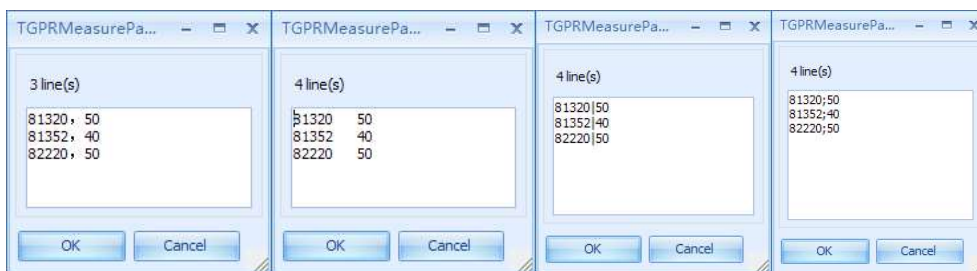 TGPRMeasurePa...
3 line(s)
81320，50
81352，40
82220，50
OK Cancel
TGPRMeasurePa...
4 line(s)
81320 50
81352 40
82220 50
OK Cancel
TGPRMeasurePa...
4 line(s)
81320|50
81352|40
82220|50
OK Cancel
TGPRMeasurePa...
4 line(s)
81320;50
81352;40
82220;50
OK Cancel